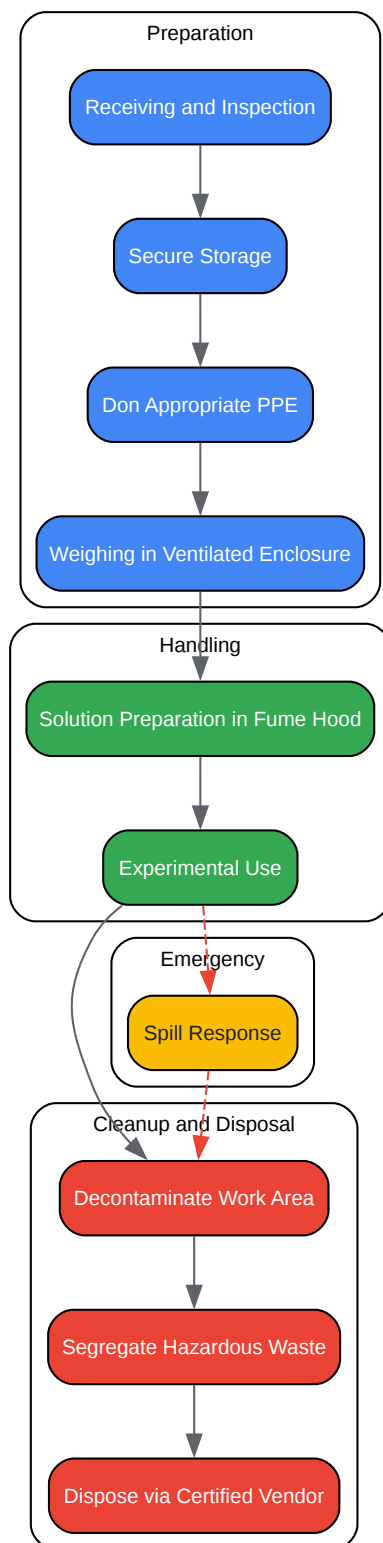 Preparation
Receiving and Inspection
Secure Storage
Don Appropriate PPE
Weighing in Ventilated Enclosure
Handling
Solution Preparation in Fume Hood
Experimental Use
Emergency
Spill Response
Cleanup and Disposal
Decontaminate Work Area
Segregate Hazardous Waste
Dispose via Certified Vendor